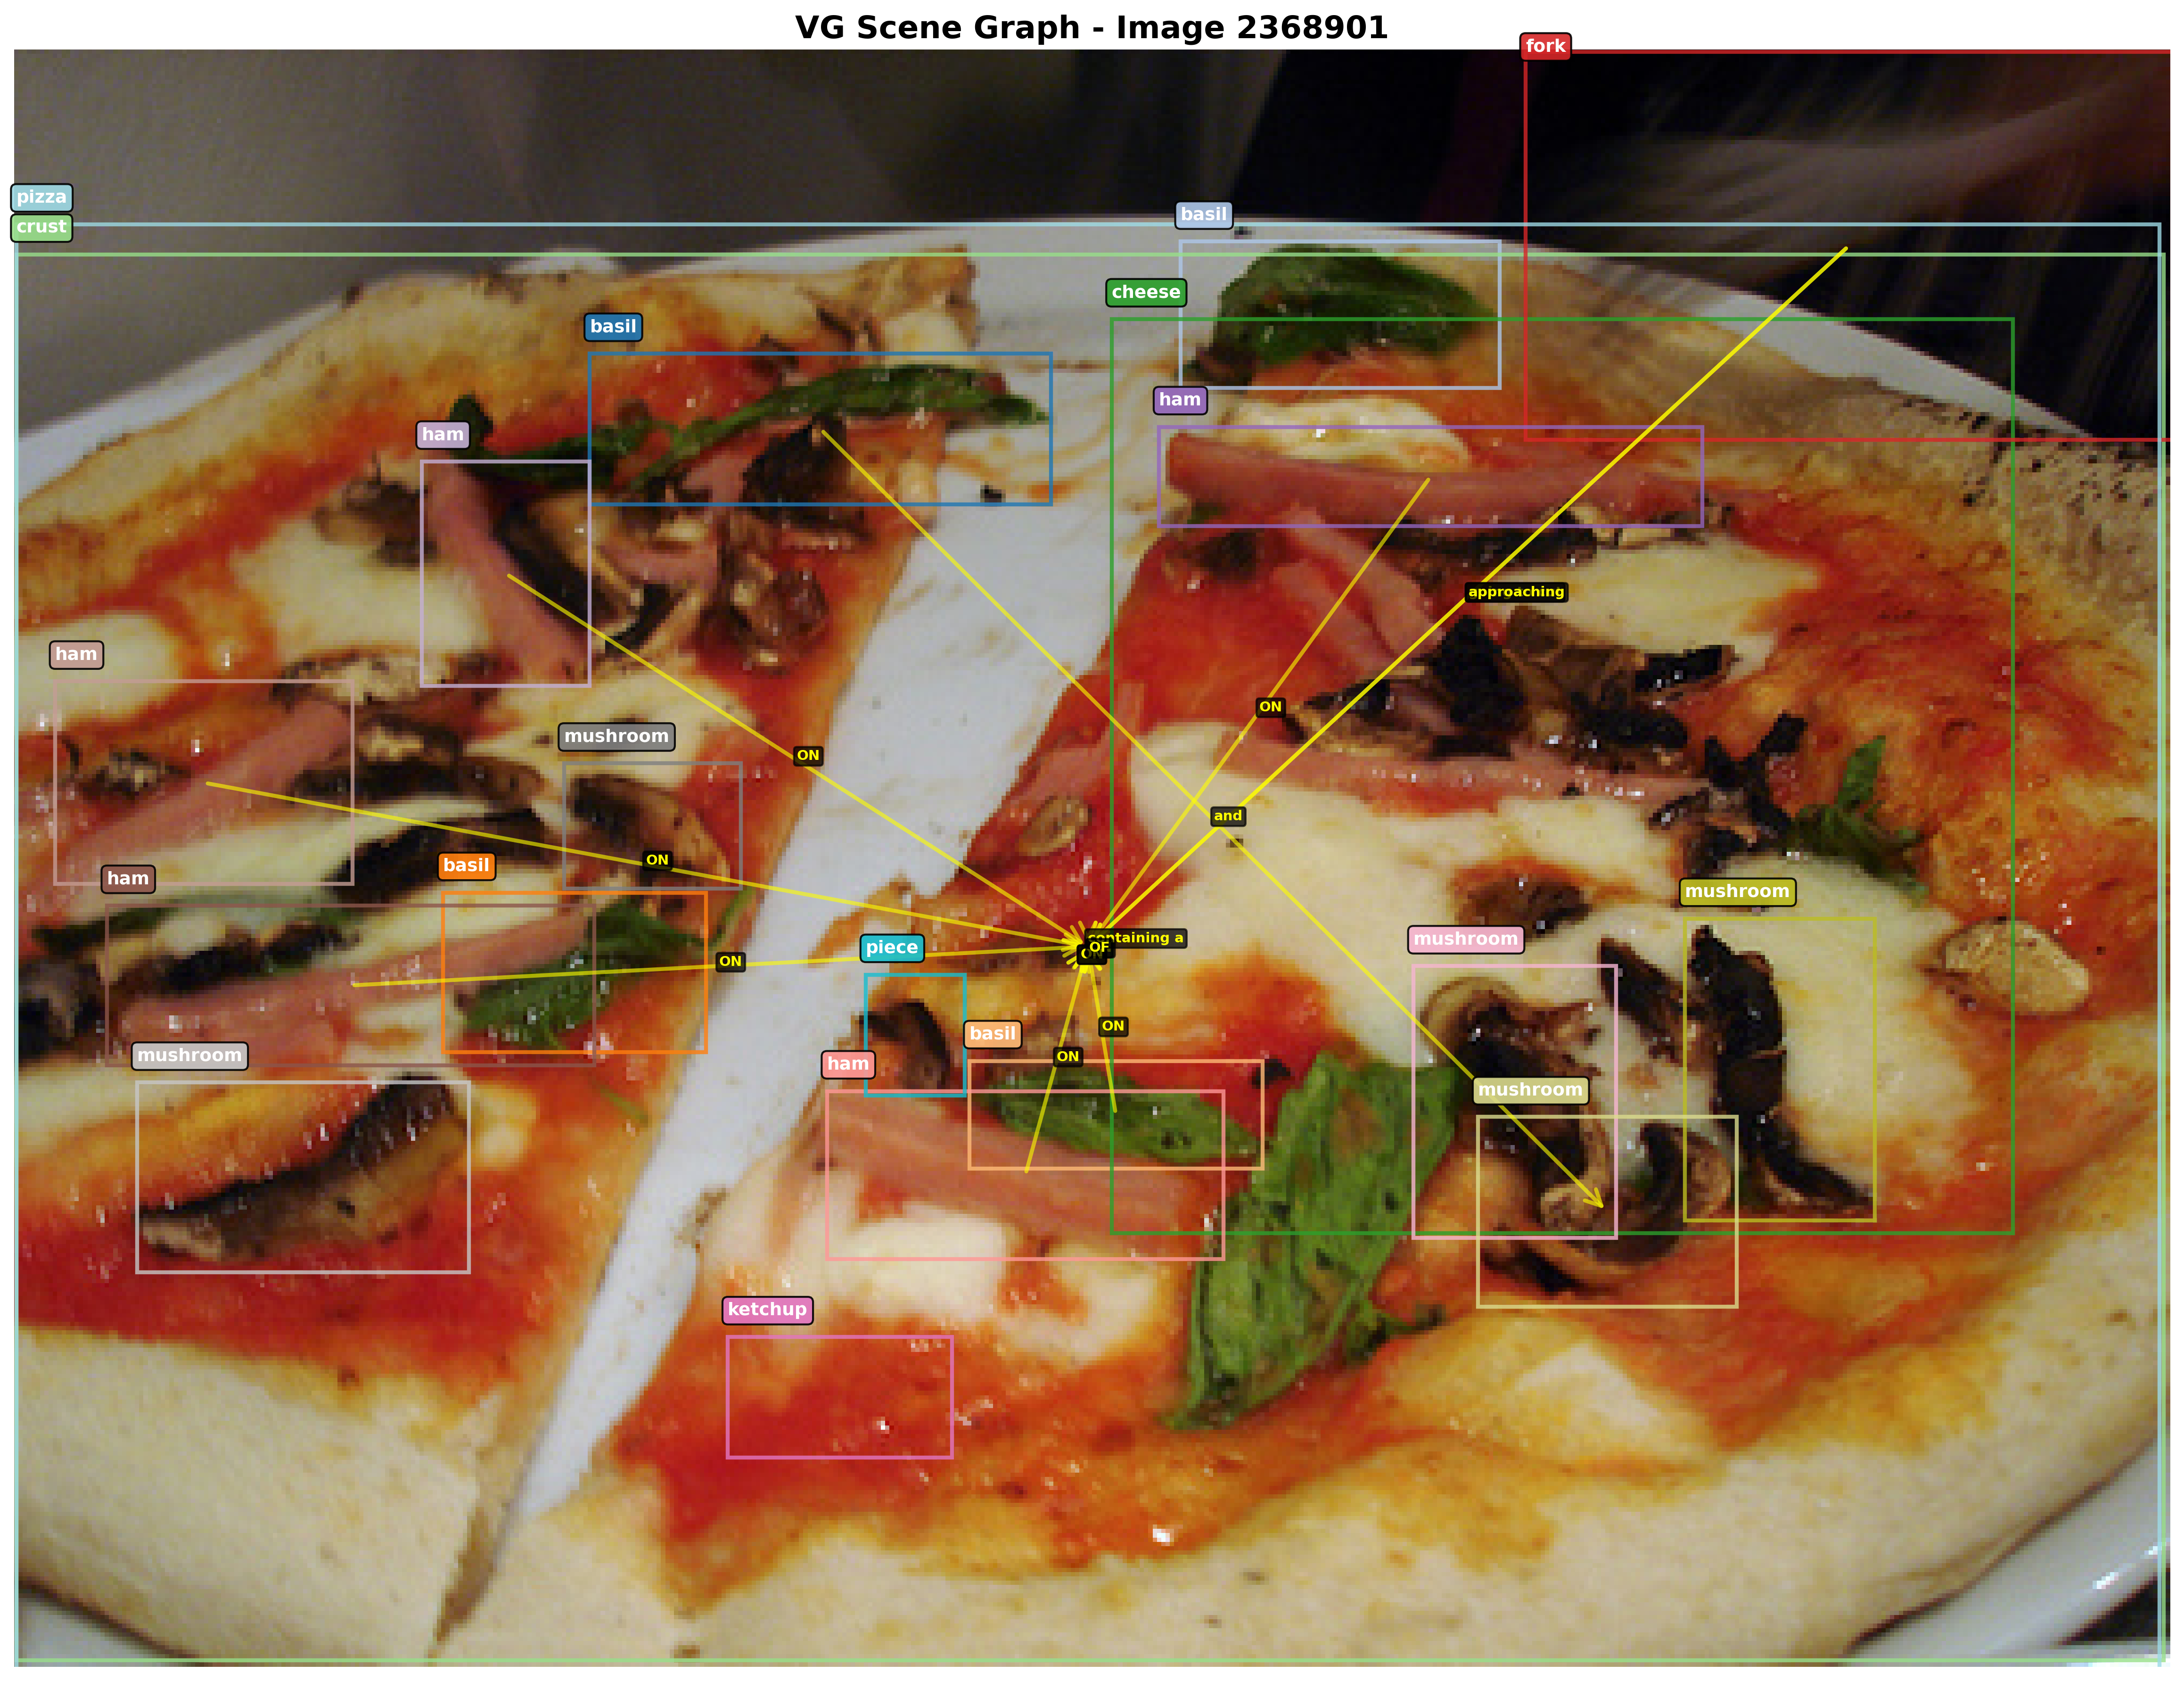 VG Scene Graph - Image 2368901
fork
pizza
basil
crust
cheese
basil
ham
ham
approaching
ham
ON
mushroom
ON
and
ON
basil
ham
mushroom
containing a
mushroom
OF
piece
ON
ON
ON
basil
mushroom
ON
ham
mushroom
ketchup